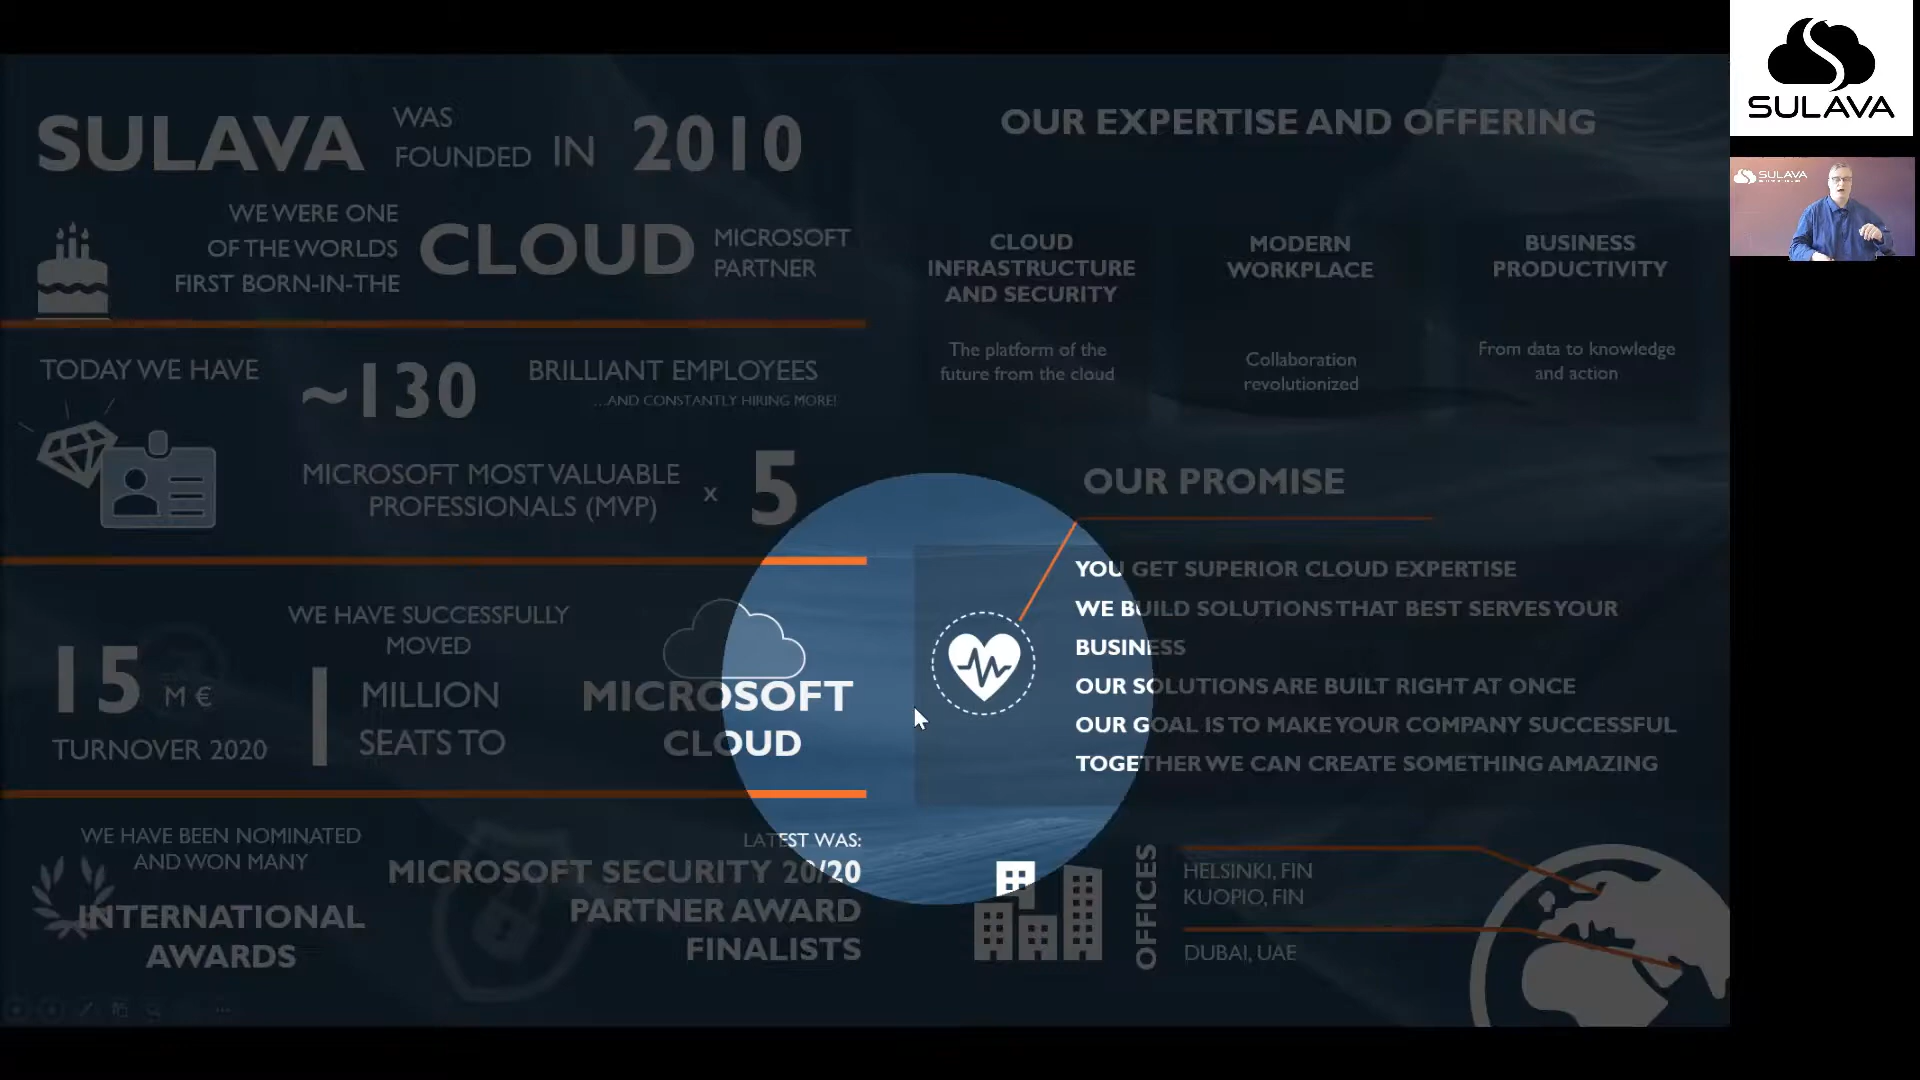 SULAVA
WAS
FOUNDED
IN
2010
WE WERE ONE
OF THE WORLDS
FIRST BORN-IN-THE
CLOUD
MICROSOFT
PARTNER
TODAY WE HAVE
~130
BRILLIANT EMPLOYEES
...AND CONSTANTLY HIRING MORE!
MICROSOFT MOST VALUABLE
PROFESSIONALS (MVP)
x
5
15
M €
TURNOVER 2020
WE HAVE SUCCESSFULLY
MOVED
1
MILLION
SEATS TO
MICROSOFT
CLOUD
WE HAVE BEEN NOMINATED
AND WON MANY
INTERNATIONAL
AWARDS
LATEST WAS:
MICROSOFT SECURITY 20/20
PARTNER AWARD
FINALISTS
OUR EXPERTISE AND OFFERING
CLOUD
INFRASTRUCTURE
AND SECURITY
The platform of the
future from the cloud
MODERN
WORKPLACE
Collaboration
revolutionized
BUSINESS
PRODUCTIVITY
From data to knowledge
and action
OUR PROMISE
YOU GET SUPERIOR CLOUD EXPERTISE
WE BUILD SOLUTIONS THAT BEST SERVES YOUR
BUSINESS
OUR SOLUTIONS ARE BUILT RIGHT AT ONCE
OUR GOAL IS TO MAKE YOUR COMPANY SUCCESSFUL
TOGETHER WE CAN CREATE SOMETHING AMAZING
OFFICES
HELSINKI, FIN
KUOPIO, FIN
DUBAI, UAE
SULAVA
SULAVA